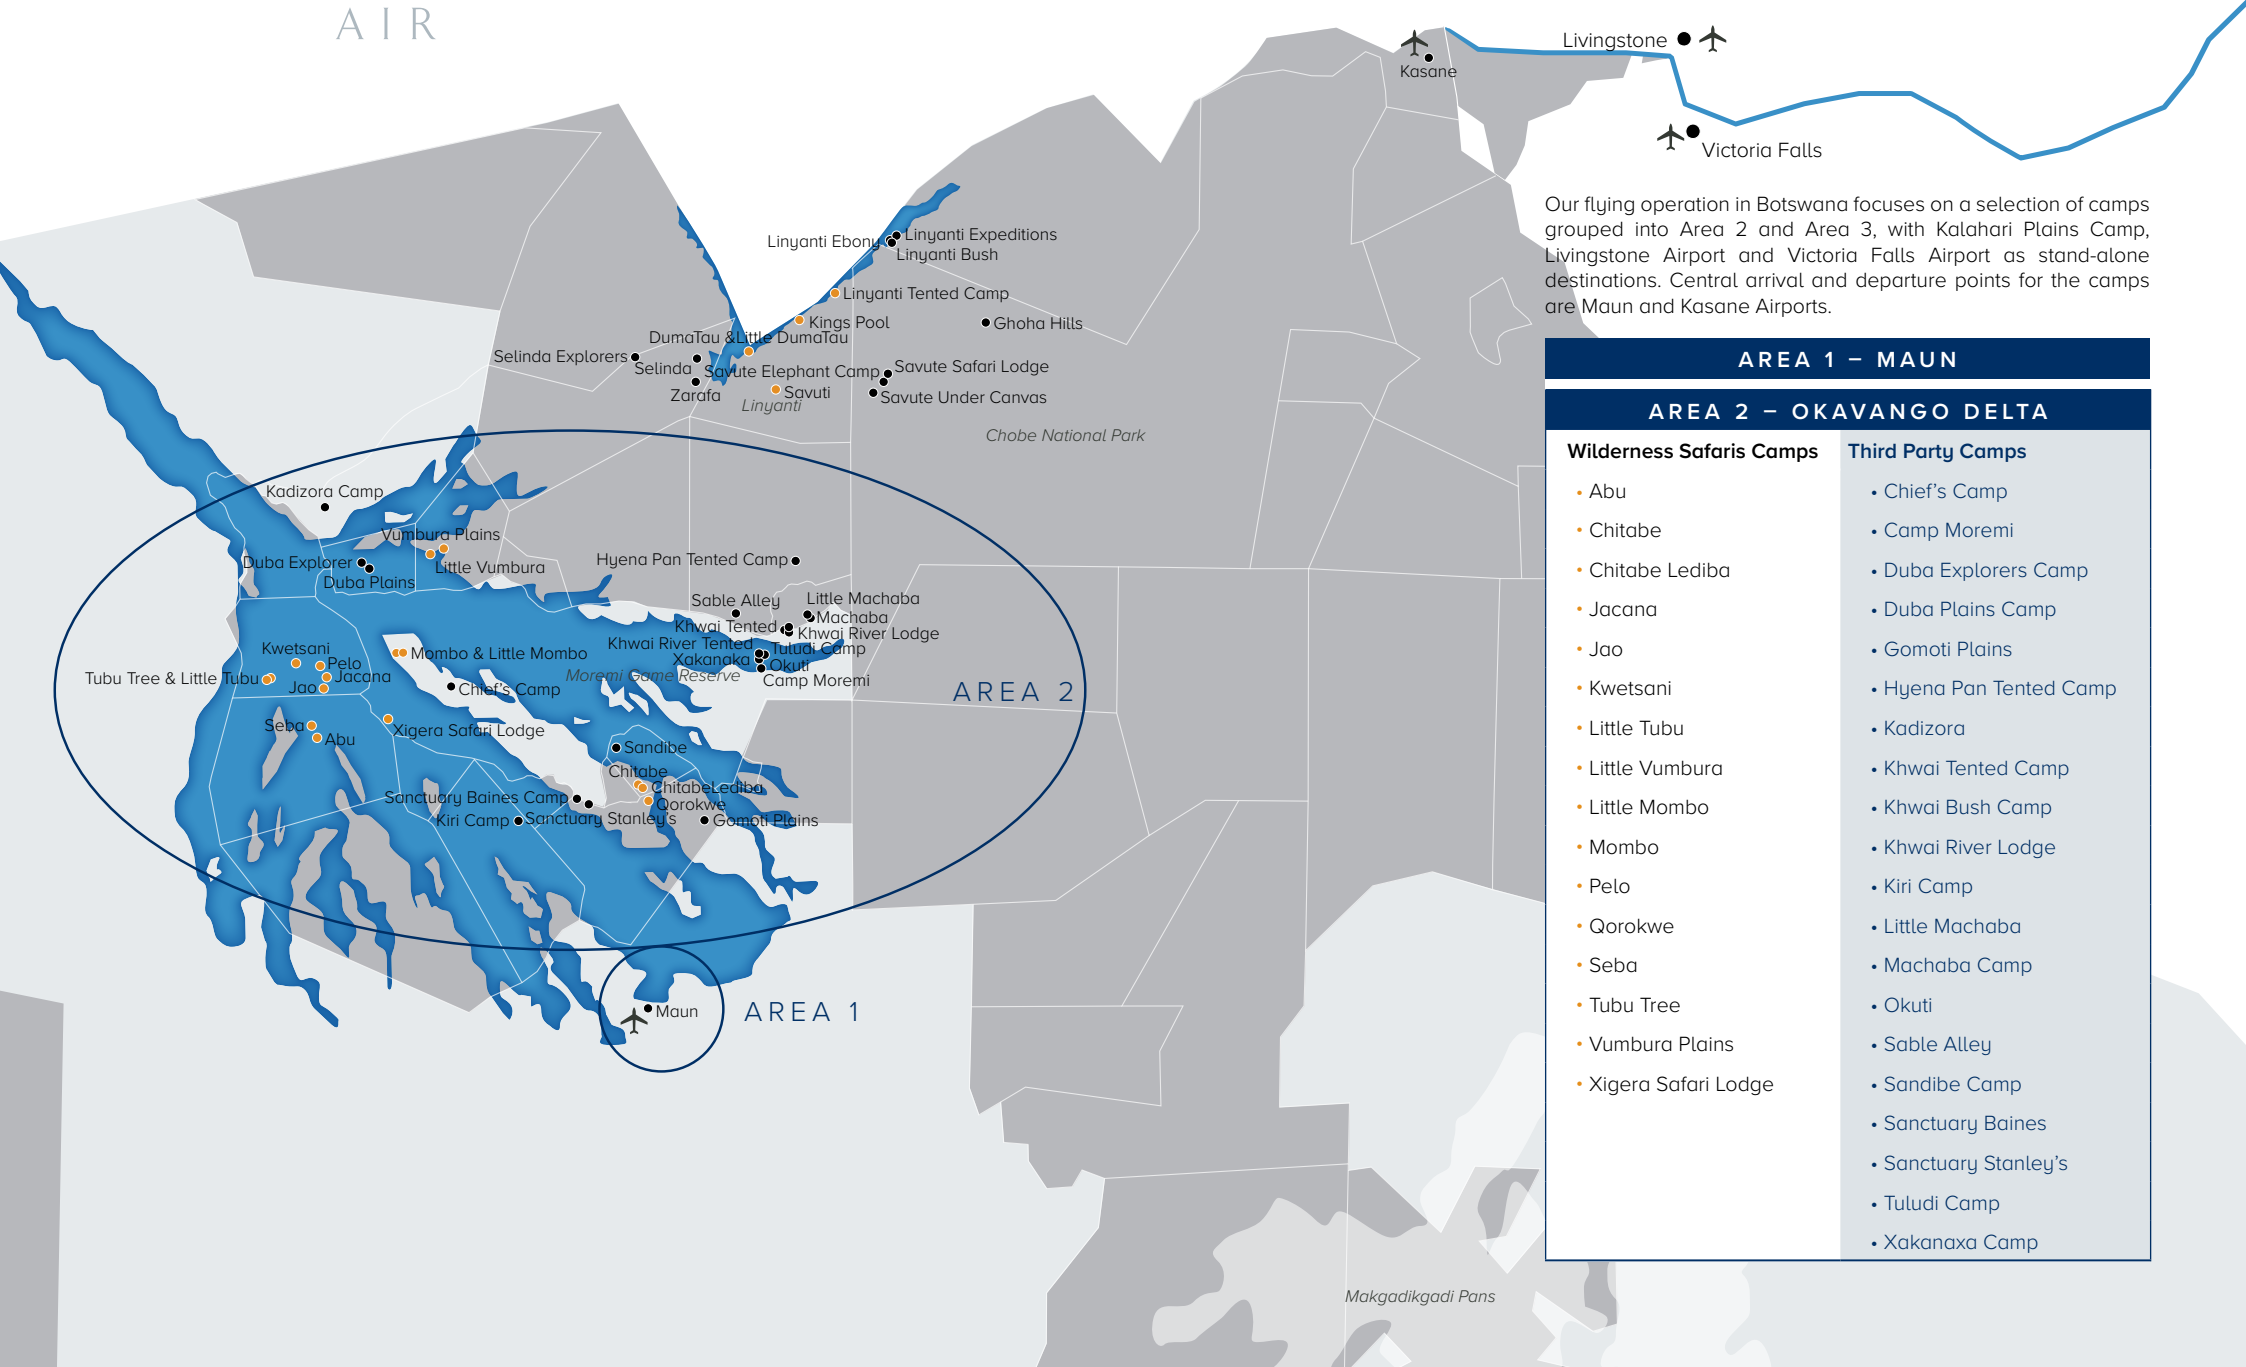 AIR
Livingstone
Kasane
Victoria Falls
Our flying operation in Botswana focuses on a selection of camps
grouped into Area 2 and Area 3, with Kalahari Plains Camp,
Livingstone Airport and Victoria Falls Airport as stand-alone
destinations. Central arrival and departure points for the camps
are Maun and Kasane Airports.
Linyanti Expeditions
Linyanti Ebony
Linyanti Bush
Linyanti Tented Camp
Kings Pool
Ghoha Hills
DumaTau &Little DumaTau
Selinda Explorers
Selinda
Savute Elephant Camp
Savute Safari Lodge
Zarafa
Savuti
Savute Under Canvas
Linyanti
Chobe National Park
Kadizora Camp
Vumbura Plains
Duba Explorer
Little Vumbura
Duba Plains
Hyena Pan Tented Camp
Sable Alley
Little Machaba
Machaba
Khwai Tented
Khwai River Lodge
Khwai River Tented
Tuludi Camp
Xakanaka
Okuti
Camp Moremi
Moremi Game Reserve
Kwetsani
Mombo & Little Mombo
Pelo
Tubu Tree & Little Tubu
Jacana
Jao
Chief's Camp
AREA 2
Seba
Abu
Xigera Safari Lodge
Sandibe
Chitabe
ChitabeLediba
Sanctuary Baines Camp
Qorokwe
Kiri Camp
Sanctuary Stanley's
Gomoti Plains
Maun
AREA 1
Makgadikgadi Pans
AREA 1 – MAUN
AREA 2 – OKAVANGO DELTA
Wilderness Safaris Camps
• Abu
• Chitabe
• Chitabe Lediba
• Jacana
• Jao
• Kwetsani
• Little Tubu
• Little Vumbura
• Little Mombo
• Mombo
• Pelo
• Qorokwe
• Seba
• Tubu Tree
• Vumbura Plains
• Xigera Safari Lodge
Third Party Camps
• Chief's Camp
• Camp Moremi
• Duba Explorers Camp
• Duba Plains Camp
• Gomoti Plains
• Hyena Pan Tented Camp
• Kadizora
• Khwai Tented Camp
• Khwai Bush Camp
• Khwai River Lodge
• Kiri Camp
• Little Machaba
• Machaba Camp
• Okuti
• Sable Alley
• Sandibe Camp
• Sanctuary Baines
• Sanctuary Stanley's
• Tuludi Camp
• Xakanaxa Camp